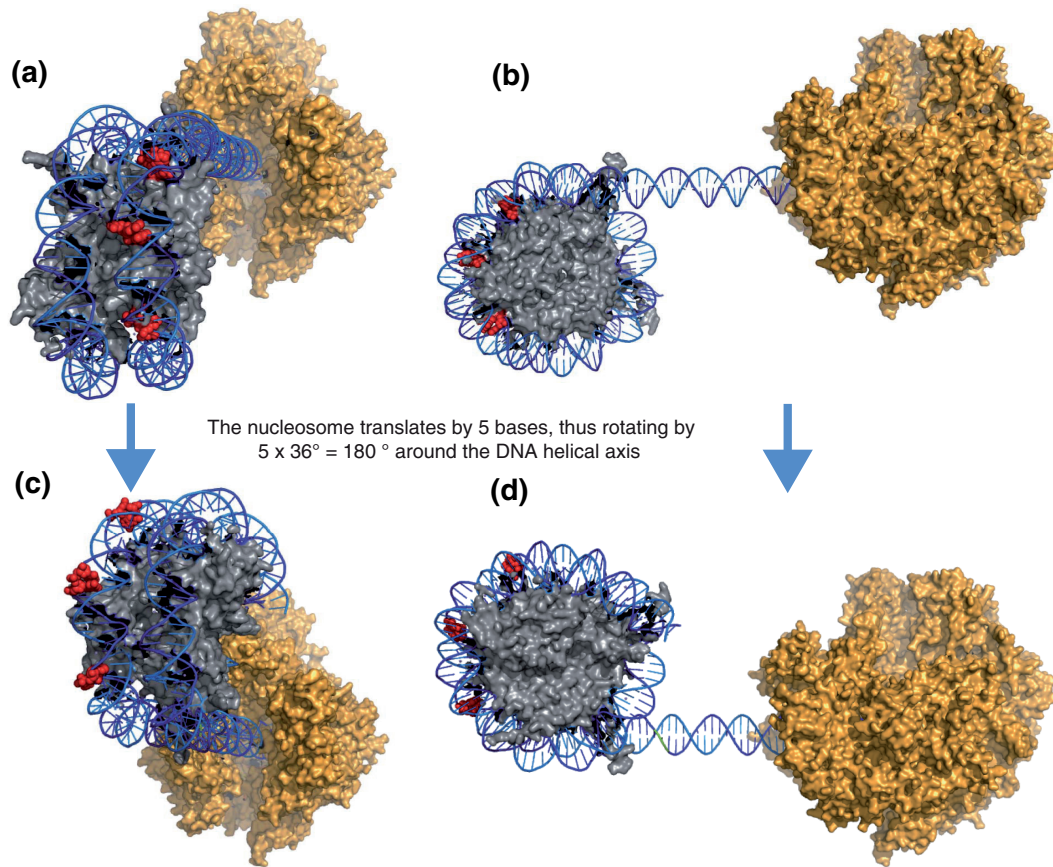 (a)
(b)
The nucleosome translates by 5 bases, thus rotating by
5 x 36° = 180 ° around the DNA helical axis
(c)
(d)